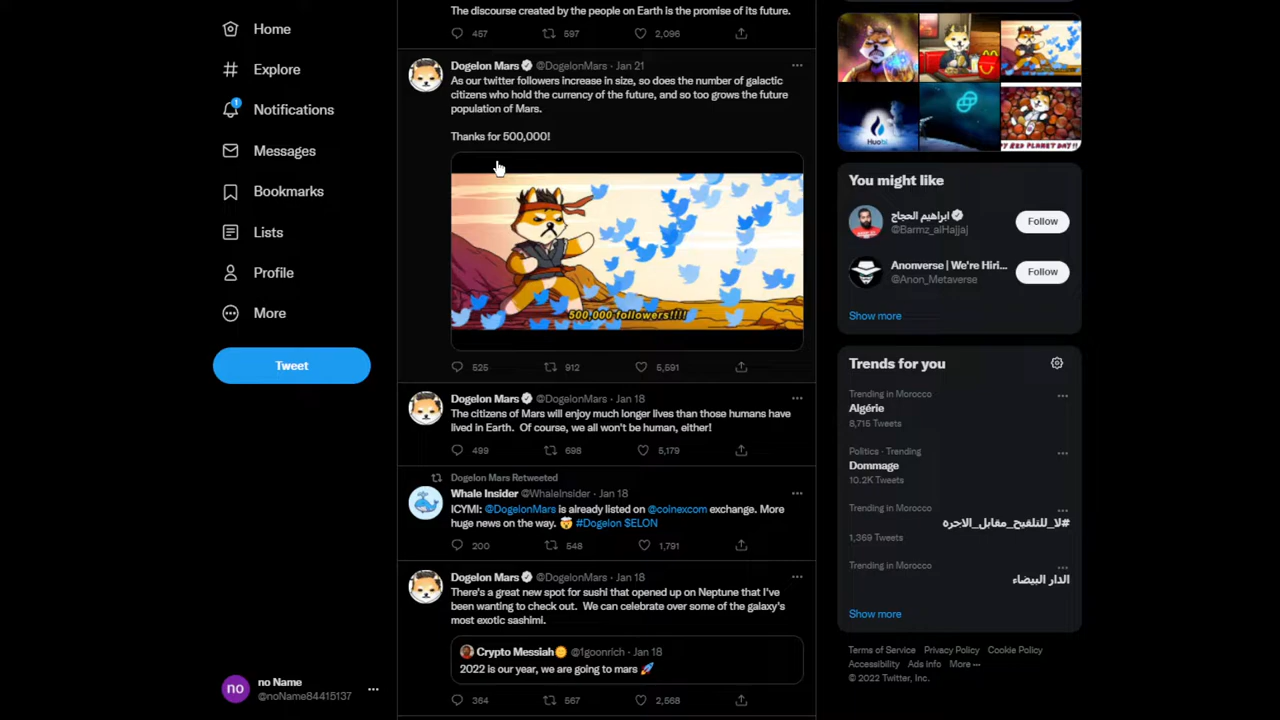 Home
Explore
1
Notifications
Messages
Bookmarks
Lists
Profile
More
Tweet
no
no Name
@noName84415137
The discourse created by the people on Earth is the promise of its future.
457 597 2,096
Dogelon Mars @DogelonMars · Jan 21
As our twitter followers increase in size, so does the number of galactic
citizens who hold the currency of the future, and so too grows the future
population of Mars.
Thanks for 500,000!
500,000 followers!!!!
525 912 5,591
Dogelon Mars @DogelonMars · Jan 18
The citizens of Mars will enjoy much longer lives than those humans have
lived in Earth. Of course, we all won't be human, either!
499 698 5,179
Dogelon Mars Retweeted
Whale Insider @WhaleInsider · Jan 18
ICYMI: @DogelonMars is already listed on @coinexcom exchange. More
huge news on the way. 🤯 #Dogelon $ELON
200 548 1,791
Dogelon Mars @DogelonMars · Jan 18
There's a great new spot for sushi that opened up on Neptune that I've
been wanting to check out. We can celebrate over some of the galaxy's
most exotic sashimi.
Crypto Messiah @1goonrich · Jan 18
2022 is our year, we are going to mars 🚀
364 567 2,568
Huobi
Y RED PLANET DAY!!
You might like
ابراهيم الحجاج
@Barmz_alHajjaj
Follow
Anonverse | We're Hiri...
@Anon_Metaverse
Follow
Show more
Trends for you
Trending in Morocco
Algérie
8,715 Tweets
Politics · Trending
Dommage
10.2K Tweets
Trending in Morocco
#لا_للتلقيح_مقابل_الاجره
1,369 Tweets
Trending in Morocco
الدار البيضاء
Show more
Terms of Service Privacy Policy Cookie Policy
Accessibility Ads info More ···
© 2022 Twitter, Inc.